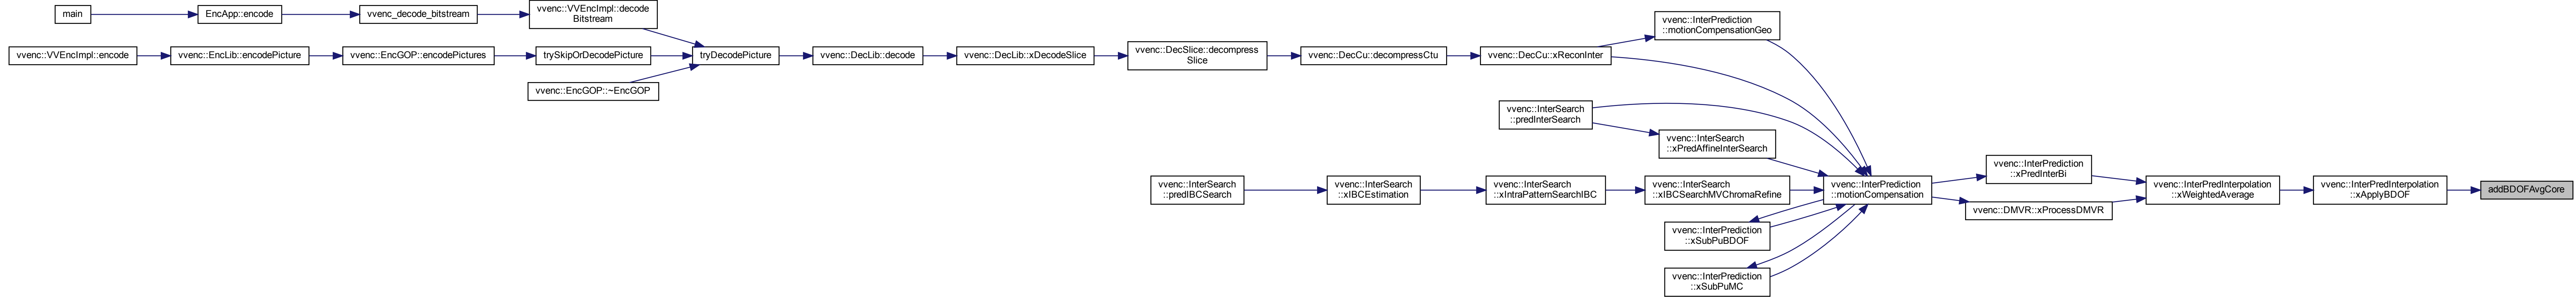 main
EncApp::encode
vvenc_decode_bitstream
vvenc::VVEncImpl::decode
Bitstream
vvenc::VVEncImpl::encode
vvenc::EncLib::encodePicture
vvenc::EncGOP::encodePictures
trySkipOrDecodePicture
vvenc::EncGOP::~EncGOP
tryDecodePicture
vvenc::DecLib::decode
vvenc::DecLib::xDecodeSlice
vvenc::DecSlice::decompress
Slice
vvenc::DecCu::decompressCtu
vvenc::DecCu::xReconInter
vvenc::InterPrediction
::motionCompensationGeo
vvenc::InterSearch
::predInterSearch
vvenc::InterSearch
::xPredAffineInterSearch
vvenc::InterSearch
::predIBCSearch
vvenc::InterSearch
::xIBCEstimation
vvenc::InterSearch
::xIntraPatternSearchIBC
vvenc::InterSearch
::xIBCSearchMVChromaRefine
vvenc::InterPrediction
::xSubPuBDOF
vvenc::InterPrediction
::xSubPuMC
vvenc::InterPrediction
::motionCompensation
vvenc::InterPrediction
::xPredInterBi
vvenc::DMVR::xProcessDMVR
vvenc::InterPredInterpolation
::xWeightedAverage
vvenc::InterPredInterpolation
::xApplyBDOF
addBDOFAvgCore